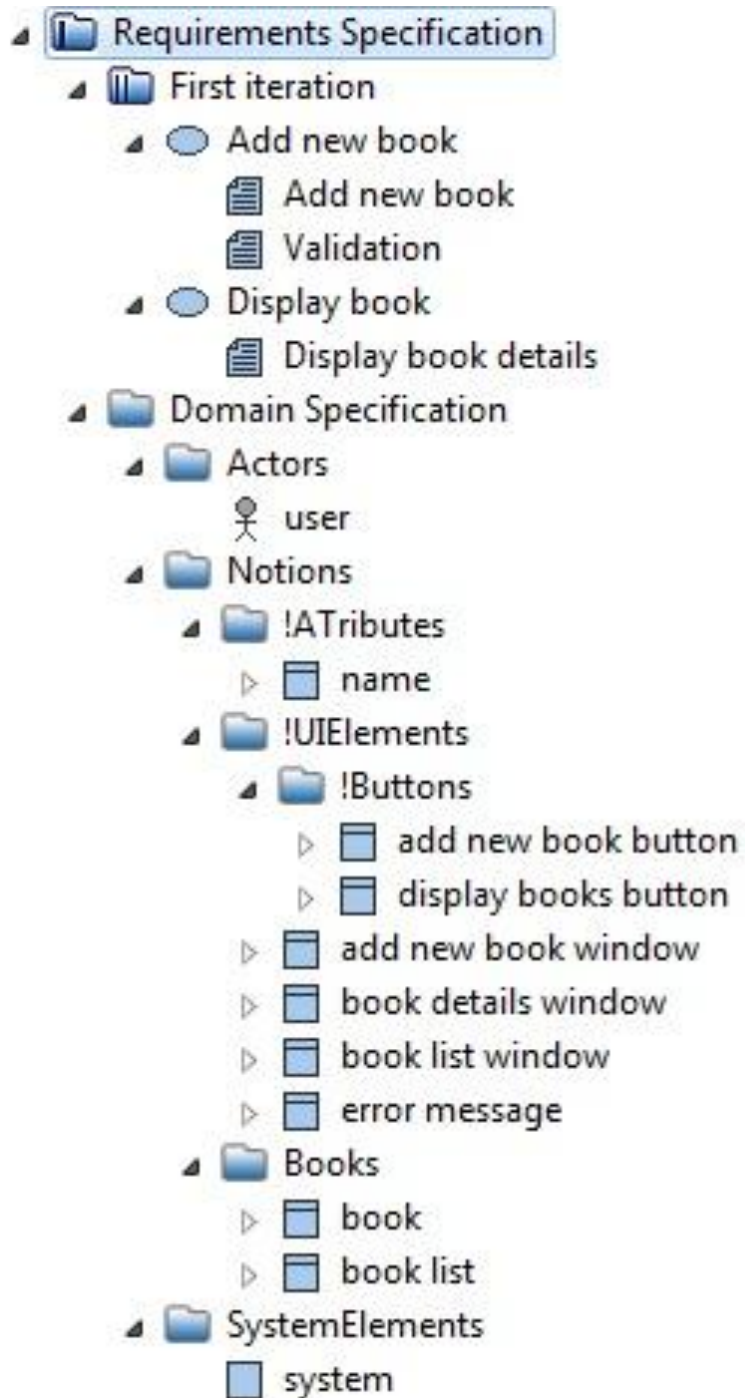 Requirements Specification
First iteration
Add new book
Add new book
Validation
Display book
Display book details
Domain Specification
Actors
user
Notions
!ATributes
name
!UIElements
!Buttons
add new book button
display books button
add new book window
book details window
book list window
error message
Books
book
book list
SystemElements
system